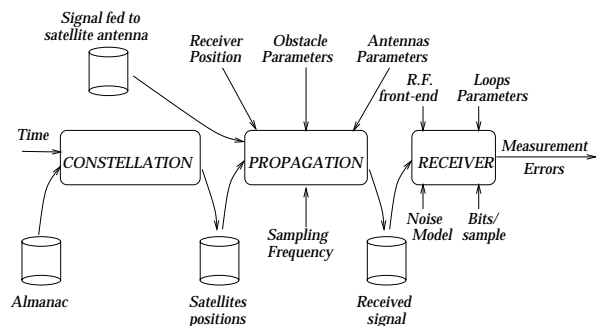 Signal fed to
satellite antenna
Receiver
Position
Obstacle
Parameters
Antennas
Parameters
R.F.
front-end
Loops
Parameters
Time
CONSTELLATION
PROPAGATION
RECEIVER
Measurement
Errors
Sampling
Frequency
Noise
Model
Bits/
sample
Almanac
Satellites
positions
Received
signal